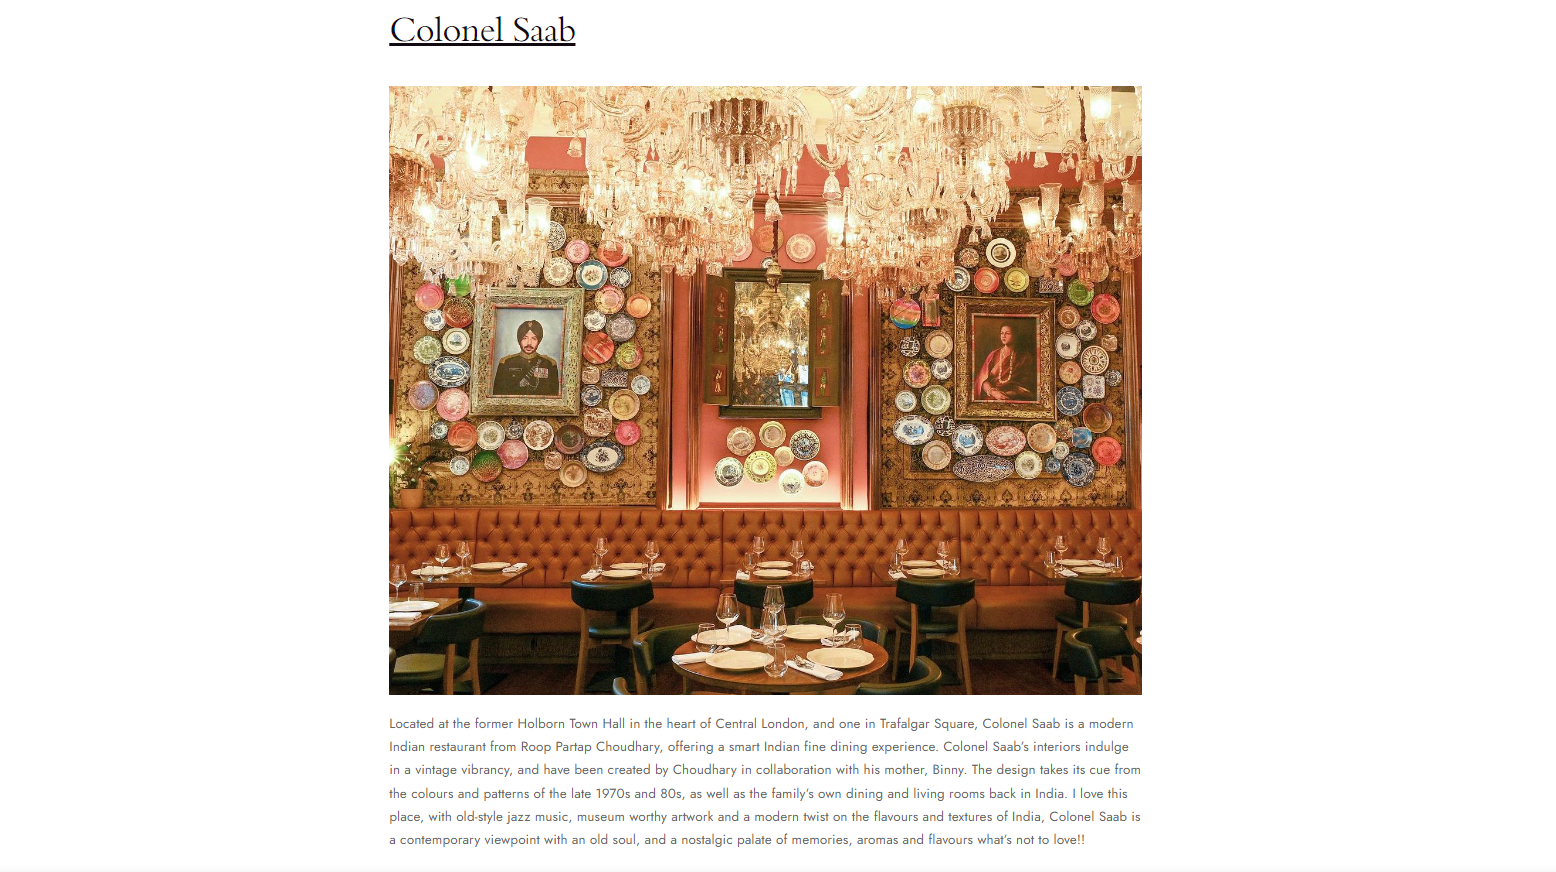 Colonel Saab
Located at the former Holborn Town Hall in the heart of Central London, and one in Trafalgar Square, Colonel Saab is a modern
Indian restaurant from Roop Partap Choudhary, offering a smart Indian fine dining experience. Colonel Saab's interiors indulge
in a vintage vibrancy, and have been created by Choudhary in collaboration with his mother, Binny. The design takes its cue from
the colours and patterns of the late 1970s and 80s, as well as the family's own dining and living rooms back in India. I love this
place, with old-style jazz music, museum worthy artwork and a modern twist on the flavours and textures of India, Colonel Saab is
a contemporary viewpoint with an old soul, and a nostalgic palate of memories, aromas and flavours what's not to love!!